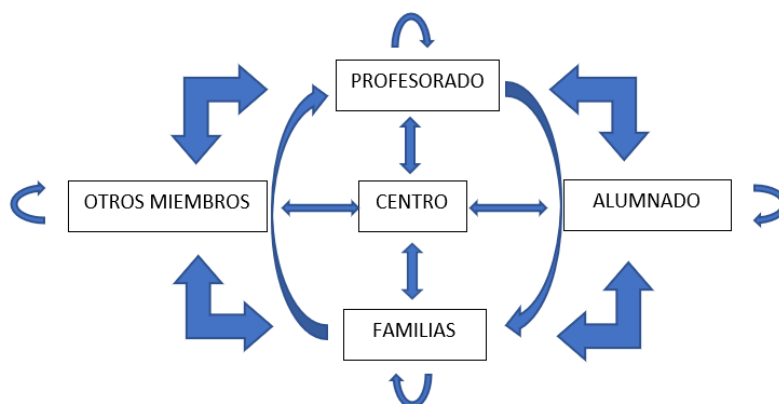 PROFESORADO
OTROS MIEMBROS
CENTRO
ALUMNADO
FAMILIAS